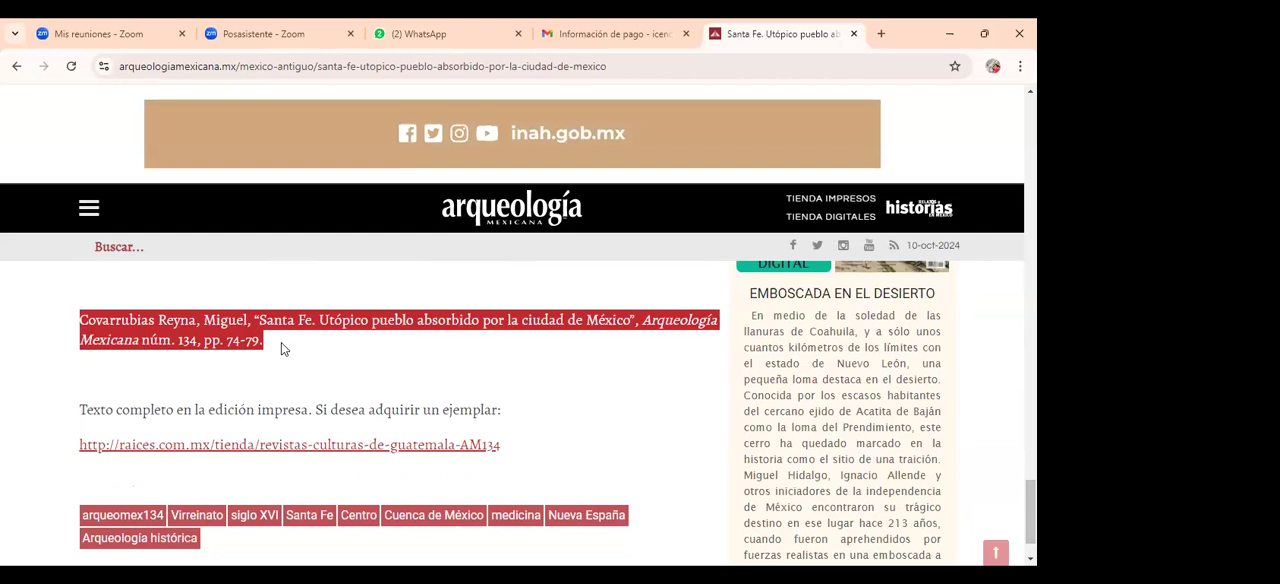 Mis reuniones - Zoom
Posasistente - Zoom
(2) WhatsApp
Información de pago - icenc
Santa Fe. Utópico pueblo ab
arqueologiamexicana.mx/mexico-antiguo/santa-fe-utopico-pueblo-absorbido-por-la-ciudad-de-mexico
inah.gob.mx
arqueología
MEXICANA
TIENDA IMPRESOS
TIENDA DIGITALES
historias
Buscar...
10-oct-2024
DIGITAL
Covarrubias Reyna, Miguel, “Santa Fe. Utópico pueblo absorbido por la ciudad de México”, Arqueología
Mexicana núm. 134, pp. 74-79.
Texto completo en la edición impresa. Si desea adquirir un ejemplar:
http://raices.com.mx/tienda/revistas-culturas-de-guatemala-AM134
arqueomex134 Virreinato siglo XVI Santa Fe Centro Cuenca de México medicina Nueva España
Arqueología histórica
EMBOSCADA EN EL DESIERTO
En medio de la soledad de las
llanuras de Coahuila, y a sólo unos
cuantos kilómetros de los límites con
el estado de Nuevo León, una
pequeña loma destaca en el desierto.
Conocida por los escasos habitantes
del cercano ejido de Acatita de Baján
como la loma del Prendimiento, este
cerro ha quedado marcado en la
historia como el sitio de una traición.
Miguel Hidalgo, Ignacio Allende y
otros iniciadores de la independencia
de México encontraron su trágico
destino en ese lugar hace 213 años,
cuando fueron aprehendidos por
fuerzas realistas en una emboscada a